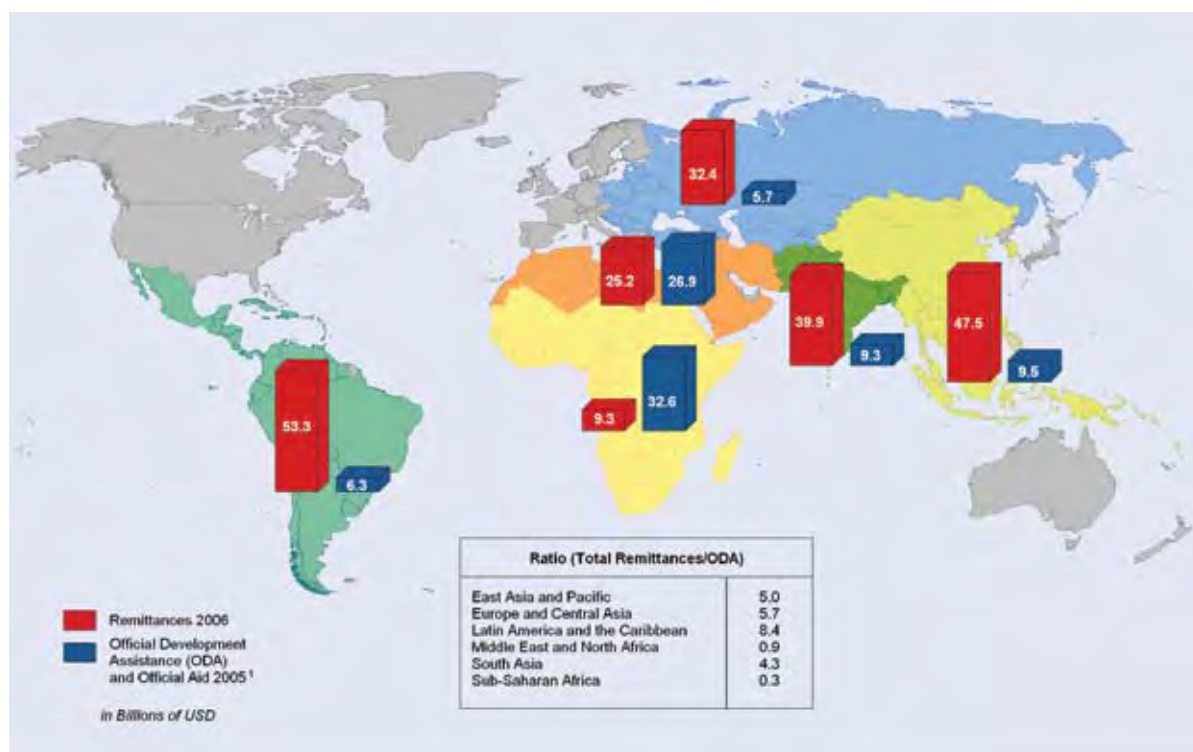 32.4
5.7
25.2
26.9
39.9
9.3
47.5
9.5
53.3
6.3
9.3
32.6
Ratio (Total Remittances/ODA)
East Asia and Pacific 5.0
Europe and Central Asia 5.7
Latin America and the Caribbean 8.4
Middle East and North Africa 0.9
South Asia 4.3
Sub-Saharan Africa 0.3
Remittances 2006
Official Development
Assistance (ODA)
and Official Aid 2005¹
in Billions of USD